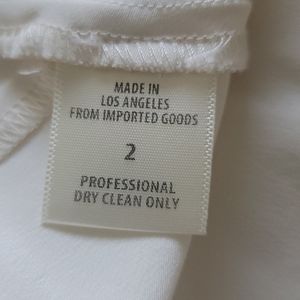 MADE IN
LOS ANGELES
FROM IMPORTED GOODS
2
PROFESSIONAL
DRY CLEAN ONLY